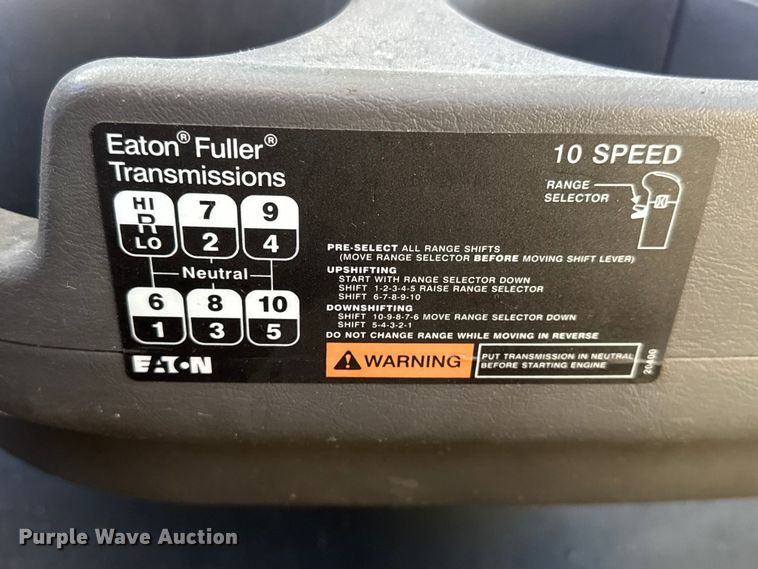 Eaton® Fuller®
Transmissions
10 SPEED
RANGE
SELECTOR
HI
R
LO
7
2
9
4
Neutral
6
1
8
3
10
5
PRE-SELECT ALL RANGE SHIFTS
(MOVE RANGE SELECTOR BEFORE MOVING SHIFT LEVER)
UPSHIFTING
START WITH RANGE SELECTOR DOWN
SHIFT 1-2-3-4-5 RAISE RANGE SELECTOR
SHIFT 6-7-8-9-10
DOWNSHIFTING
SHIFT 10-9-8-7-6 MOVE RANGE SELECTOR DOWN
SHIFT 5-4-3-2-1
DO NOT CHANGE RANGE WHILE MOVING IN REVERSE
EATON
WARNING
PUT TRANSMISSION IN NEUTRAL
BEFORE STARTING ENGINE
20490
Purple Wave Auction